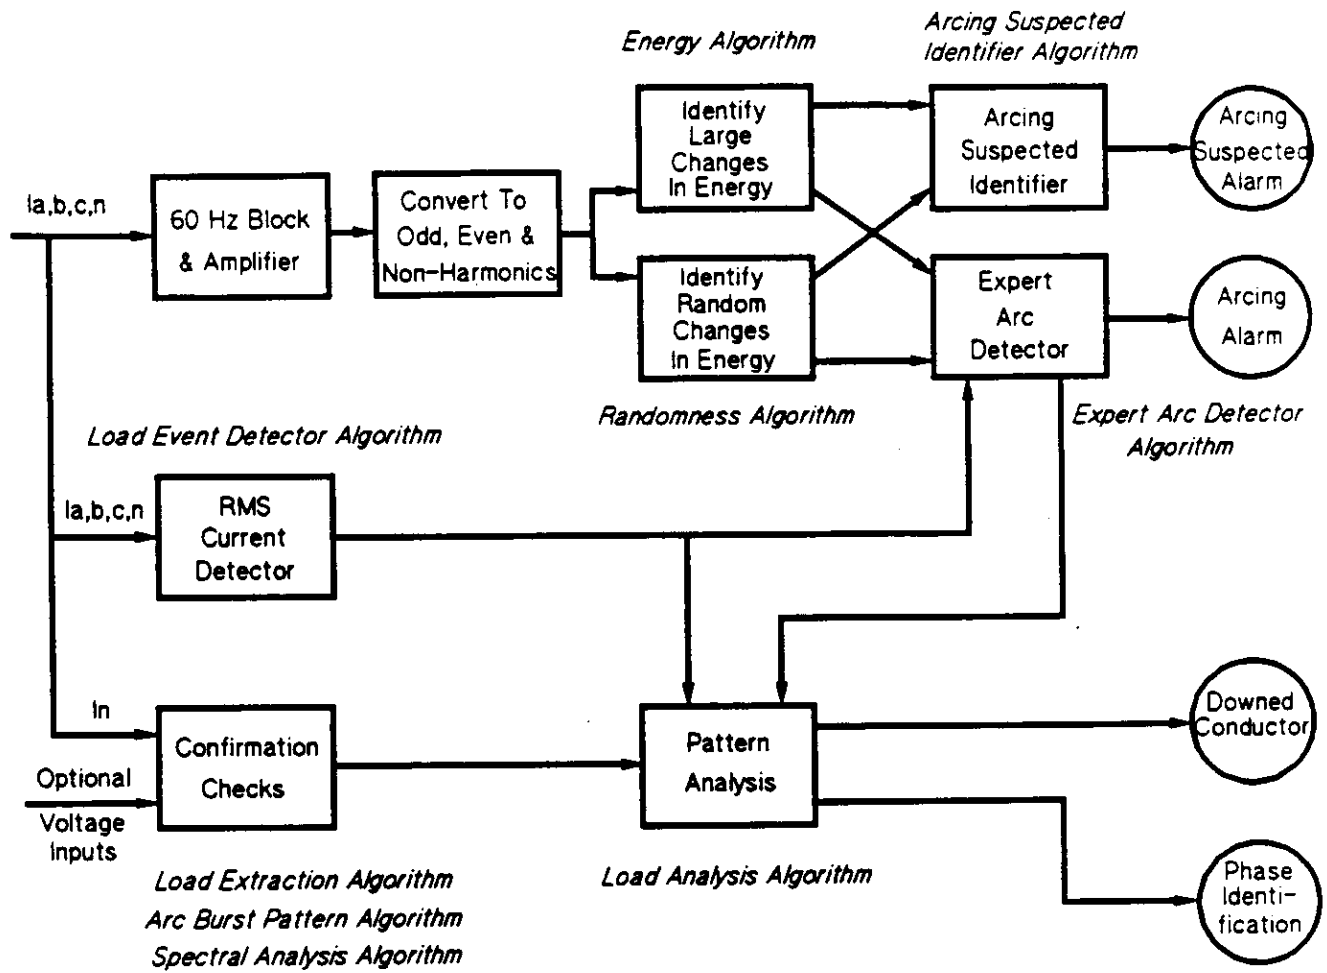 Energy Algorithm
Arcing Suspected
Identifier Algorithm
Identify
Large
Changes
In Energy
Arcing
Suspected
Identifier
Arcing
Suspected
Alarm
Ia,b,c,n
60 Hz Block
& Amplifier
Convert To
Odd, Even &
Non-Harmonics
Identify
Random
Changes
In Energy
Expert
Arc
Detector
Arcing
Alarm
Randomness Algorithm
Expert Arc Detector
Algorithm
Load Event Detector Algorithm
Ia,b,c,n
RMS
Current
Detector
In
Confirmation
Checks
Optional
Voltage
Inputs
Pattern
Analysis
Downed
Conductor
Phase
Identi-
fication
Load Extraction Algorithm
Arc Burst Pattern Algorithm
Spectral Analysis Algorithm
Load Analysis Algorithm